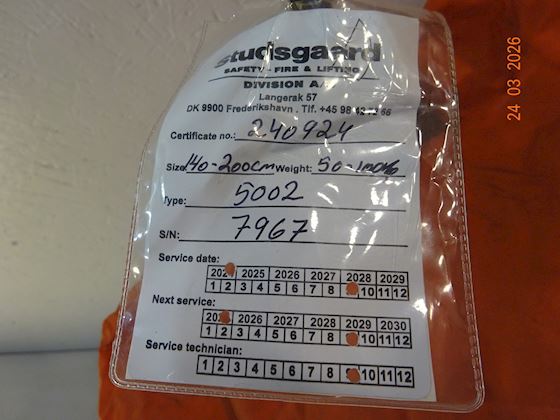 studsgaard
SAFETY - FIRE & LIFTING
DIVISION A/S
Langerak 57
DK 9900 Frederikshavn . Tlf. +45 98
Certificate no.: 240924
Size: 140-200cm Weight: 50-
Type: 5002
S/N: 7967
Service date:
2025 2026 2027 2028 2029
1 2 3 4 5 6 7 8 10 11 12
Next service:
2026 2027 2028 2029 2030
1 2 3 4 5 6 7 8 10 11 12
Service technician:
1 2 3 4 5 6 7 8 10 11 12
24 03 2026